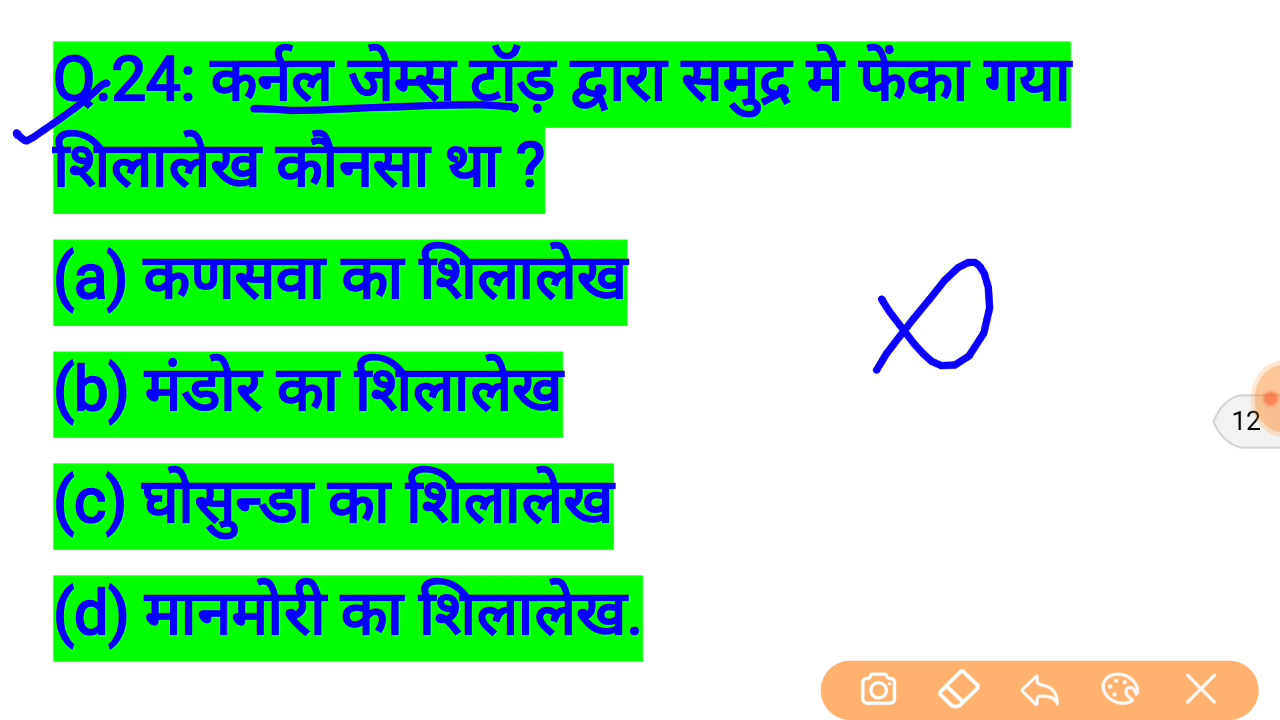 Q.24: कर्नल जेम्स टॉड़ द्वारा समुद्र मे फेंका गया
शिलालेख कौनसा था ?
(a) कणसवा का शिलालेख
(b) मंडोर का शिलालेख
12
(c) घोसुन्डा का शिलालेख
(d) मानमोरी का शिलालेख.